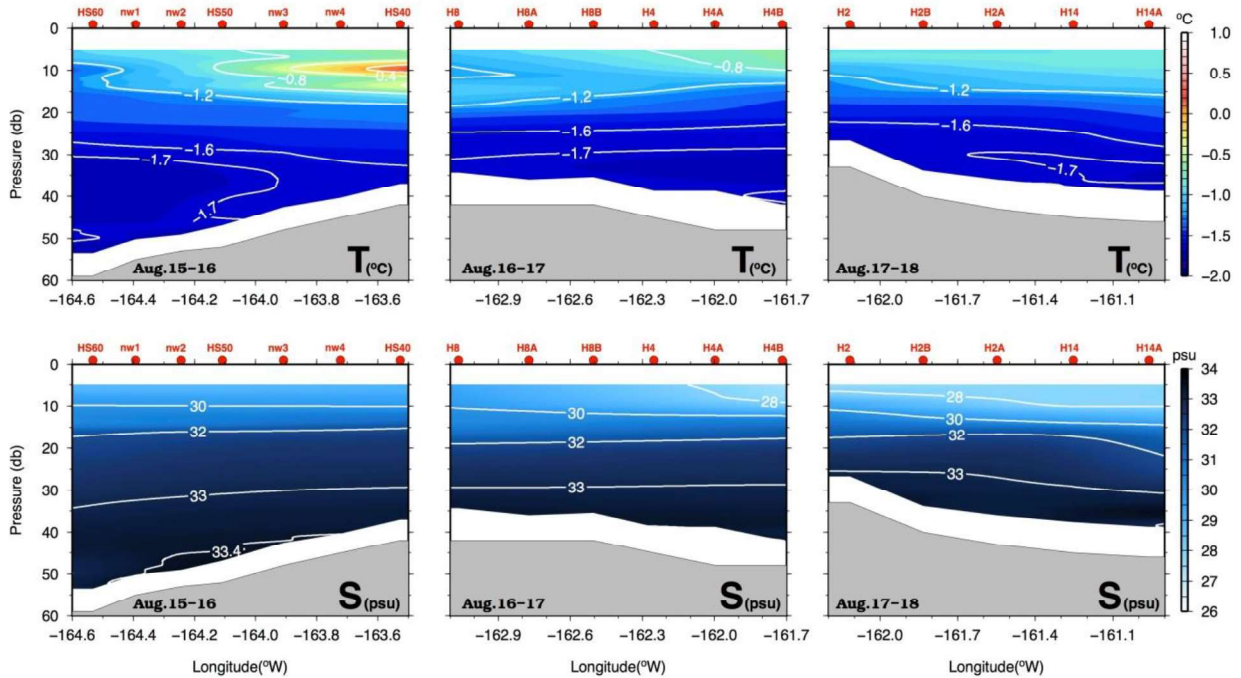 HS60 nw1 nw2 HS50 nw3 nw4 HS40
H8 H8A H8B H4 H4A H4B
H2 H2B H2A H14 H14A
Pressure (db)
0 10 20 30 40 50 60
−0.8 0.4 −1.2 −1.6 −1.7 −1.7
Aug.15−16
T(ºC)
−0.8 −1.2 −1.6 −1.7
Aug.16−17
T(ºC)
−1.2 −1.6 −1.7
Aug.17−18
T(ºC)
ºC
1.0
0.5
0.0
−0.5
−1.0
−1.5
−2.0
−164.6 −164.4 −164.2 −164.0 −163.8 −163.6
−162.9 −162.6 −162.3 −162.0 −161.7
−162.0 −161.7 −161.4 −161.1
HS60 nw1 nw2 HS50 nw3 nw4 HS40
H8 H8A H8B H4 H4A H4B
H2 H2B H2A H14 H14A
Pressure (db)
0 10 20 30 40 50 60
30 32 33 33.4
Aug.15−16
S(psu)
28 30 32 33
Aug.16−17
S(psu)
28 30 32 33
Aug.17−18
S(psu)
psu
34
33
32
31
30
29
28
27
26
−164.6 −164.4 −164.2 −164.0 −163.8 −163.6
−162.9 −162.6 −162.3 −162.0 −161.7
−162.0 −161.7 −161.4 −161.1
Longitude(ºW) Longitude(ºW) Longitude(ºW)